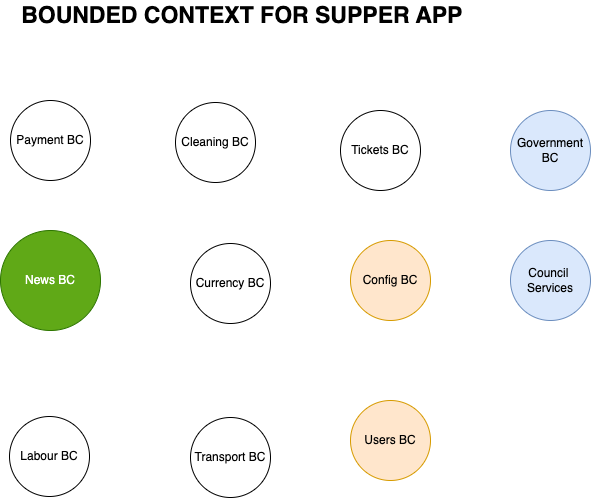 BOUNDED CONTEXT FOR SUPPER APP
Payment BC
Cleaning BC
Tickets BC
Government
BC
News BC
Currency BC
Config BC
Council
Services
Labour BC
Transport BC
Users BC